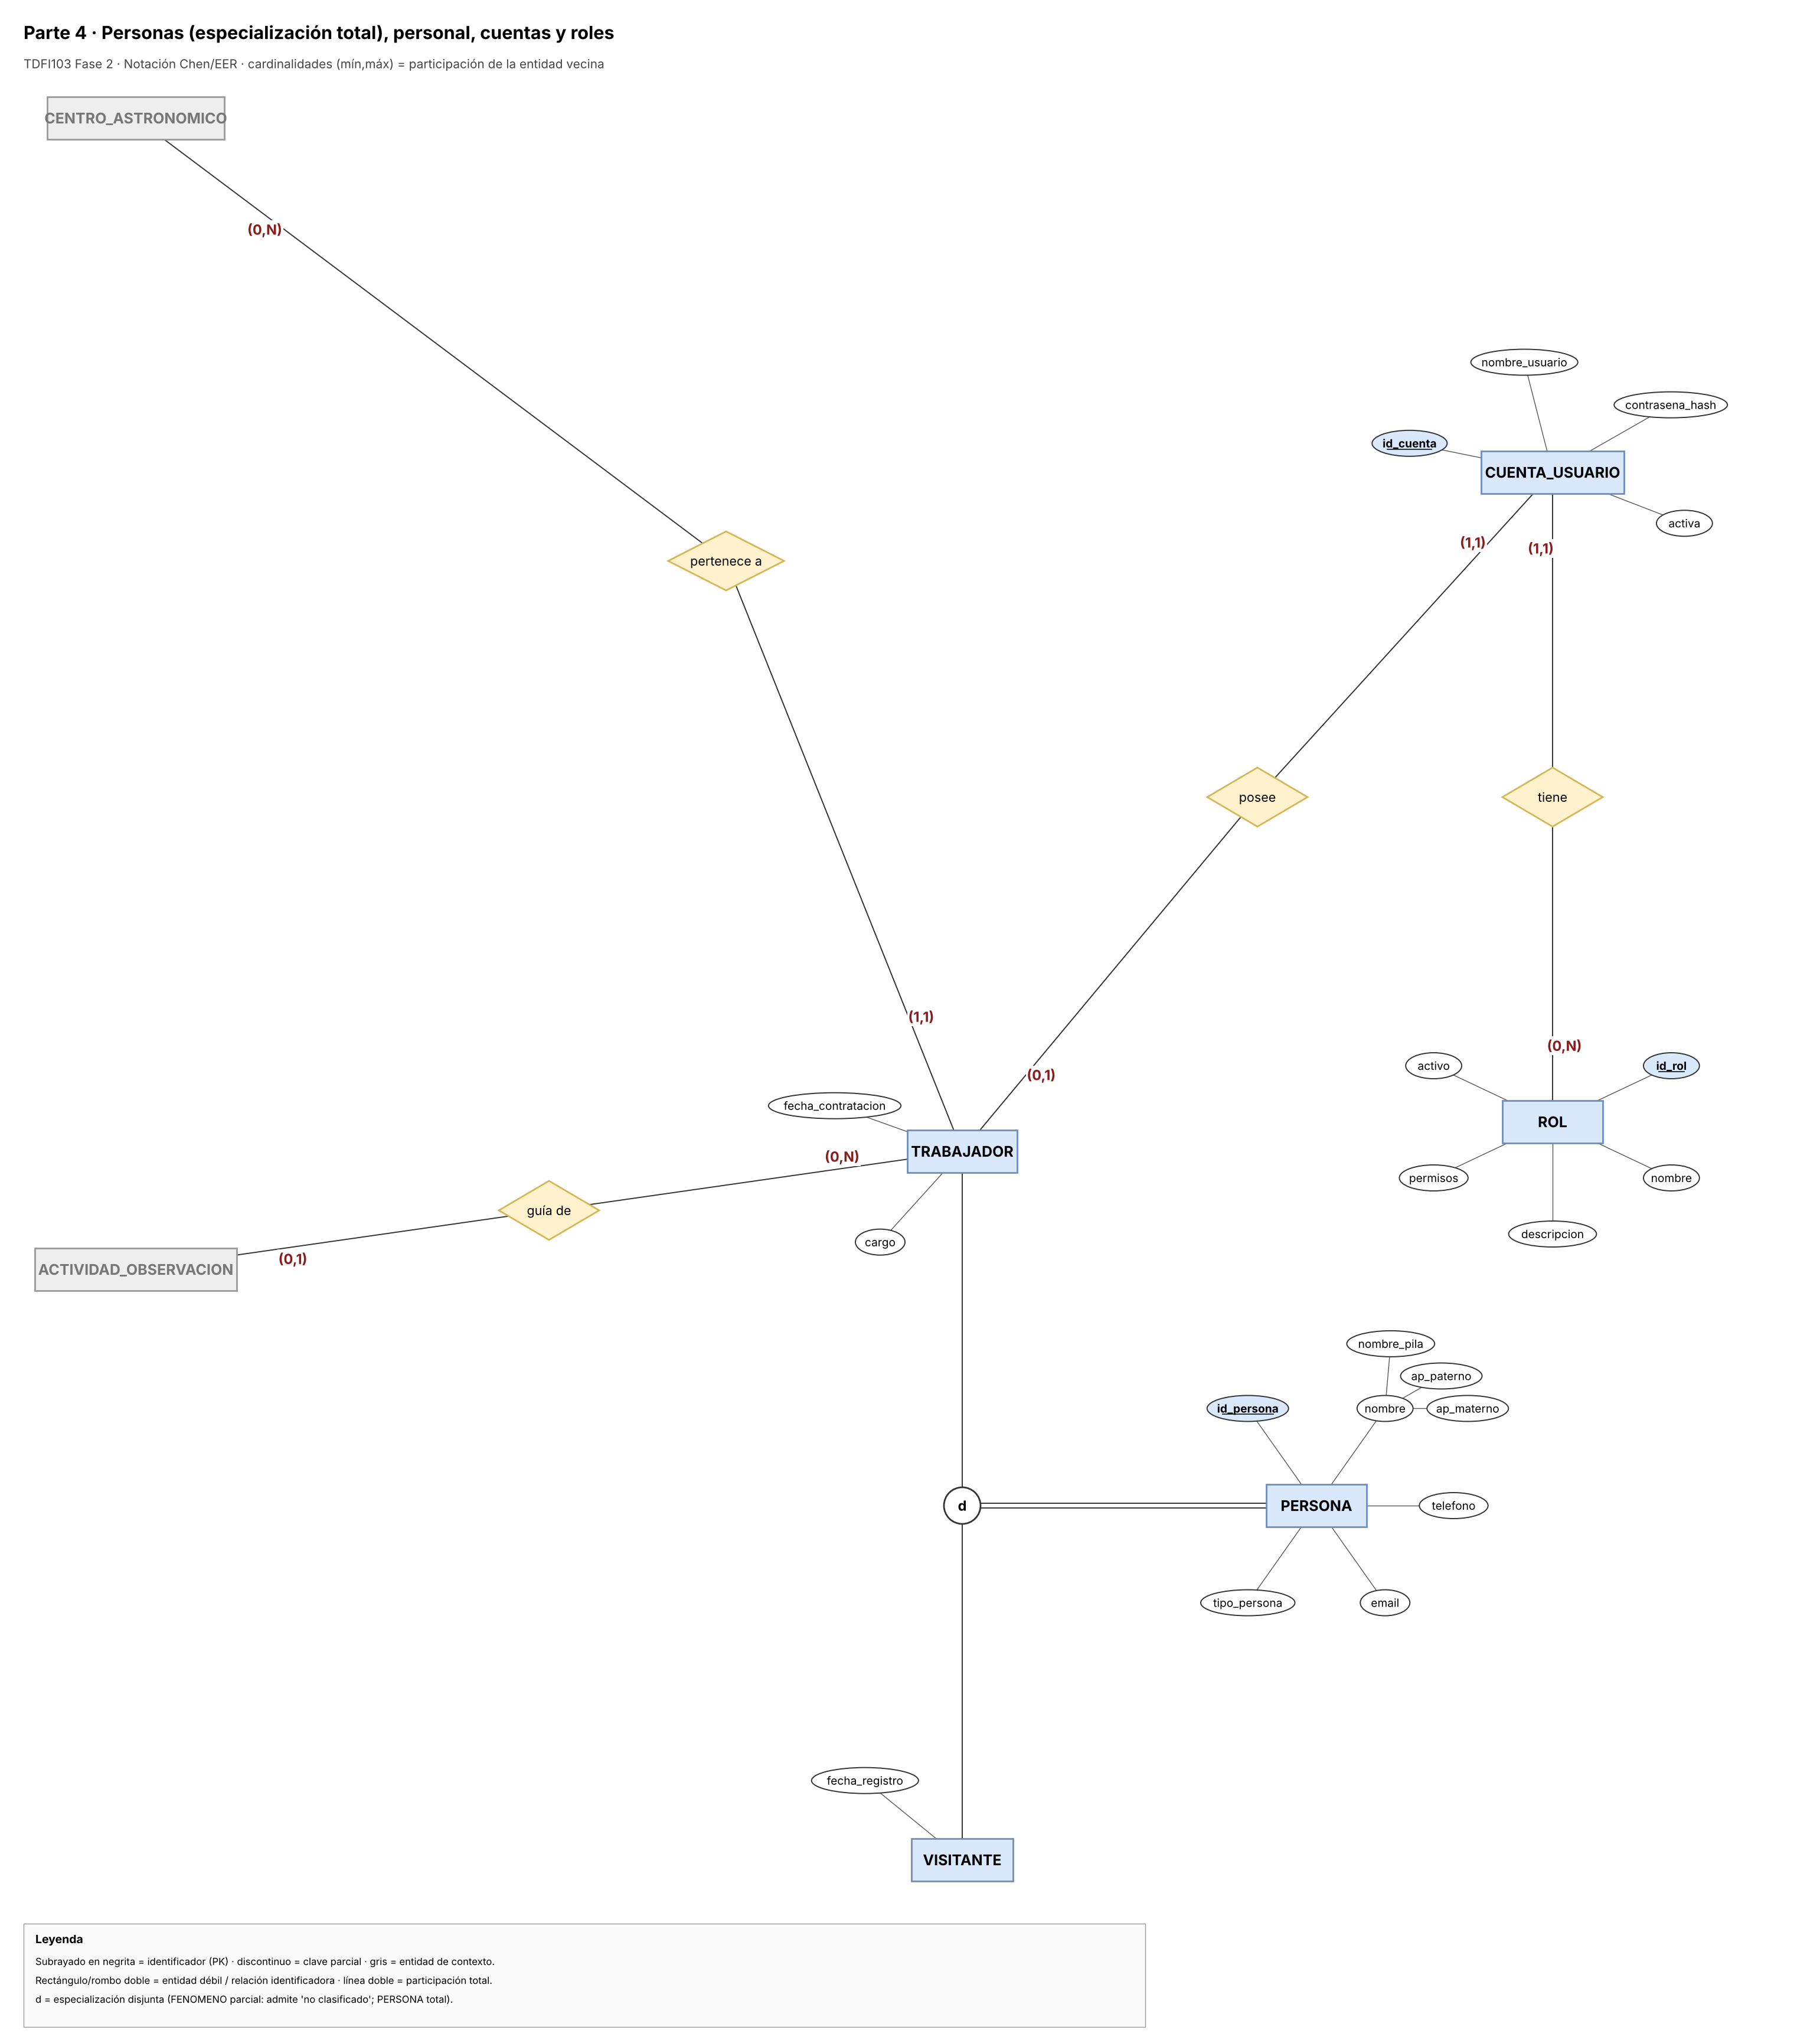 Parte 4 · Personas (especialización total), personal, cuentas y roles
TDFI103 Fase 2 · Notación Chen/EER · cardinalidades (mín,máx) = participación de la entidad vecina
CENTRO_ASTRONOMICO
(0,N)
nombre_usuario
contrasena_hash
id_cuenta
CUENTA_USUARIO
activa
(1,1)
(1,1)
pertenece a
posee
tiene
(1,1)
(0,N)
(0,1)
activo
id_rol
fecha_contratacion
ROL
TRABAJADOR
(0,N)
permisos
nombre
guía de
descripcion
cargo
(0,1)
ACTIVIDAD_OBSERVACION
nombre_pila
ap_paterno
id_persona
nombre
ap_materno
d
PERSONA
telefono
tipo_persona
email
fecha_registro
VISITANTE
Leyenda
Subrayado en negrita = identificador (PK) · discontinuo = clave parcial · gris = entidad de contexto.
Rectángulo/rombo doble = entidad débil / relación identificadora · línea doble = participación total.
d = especialización disjunta (FENOMENO parcial: admite 'no clasificado'; PERSONA total).